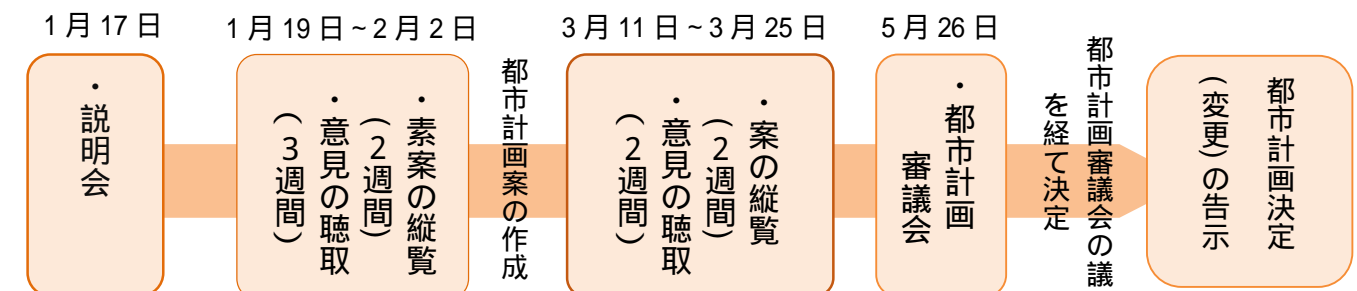 1月17日
・説明会
1月19日~2月2日
・素案の縦覧
(2週間)
・意見の聴取
(3週間)
都市計画案の作成
3月11日~3月25日
・案の縦覧
(2週間)
・意見の聴取
(2週間)
5月26日
・都市計画
審議会
都市計画審議会の議
を経て決定
都市計画決定
(変更)の告示